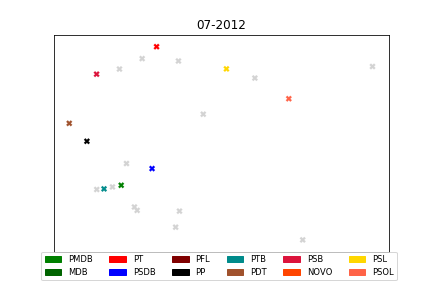 07-2012
PMDB PT PFL PTB PSB PSL
MDB PSDB PP PDT NOVO PSOL